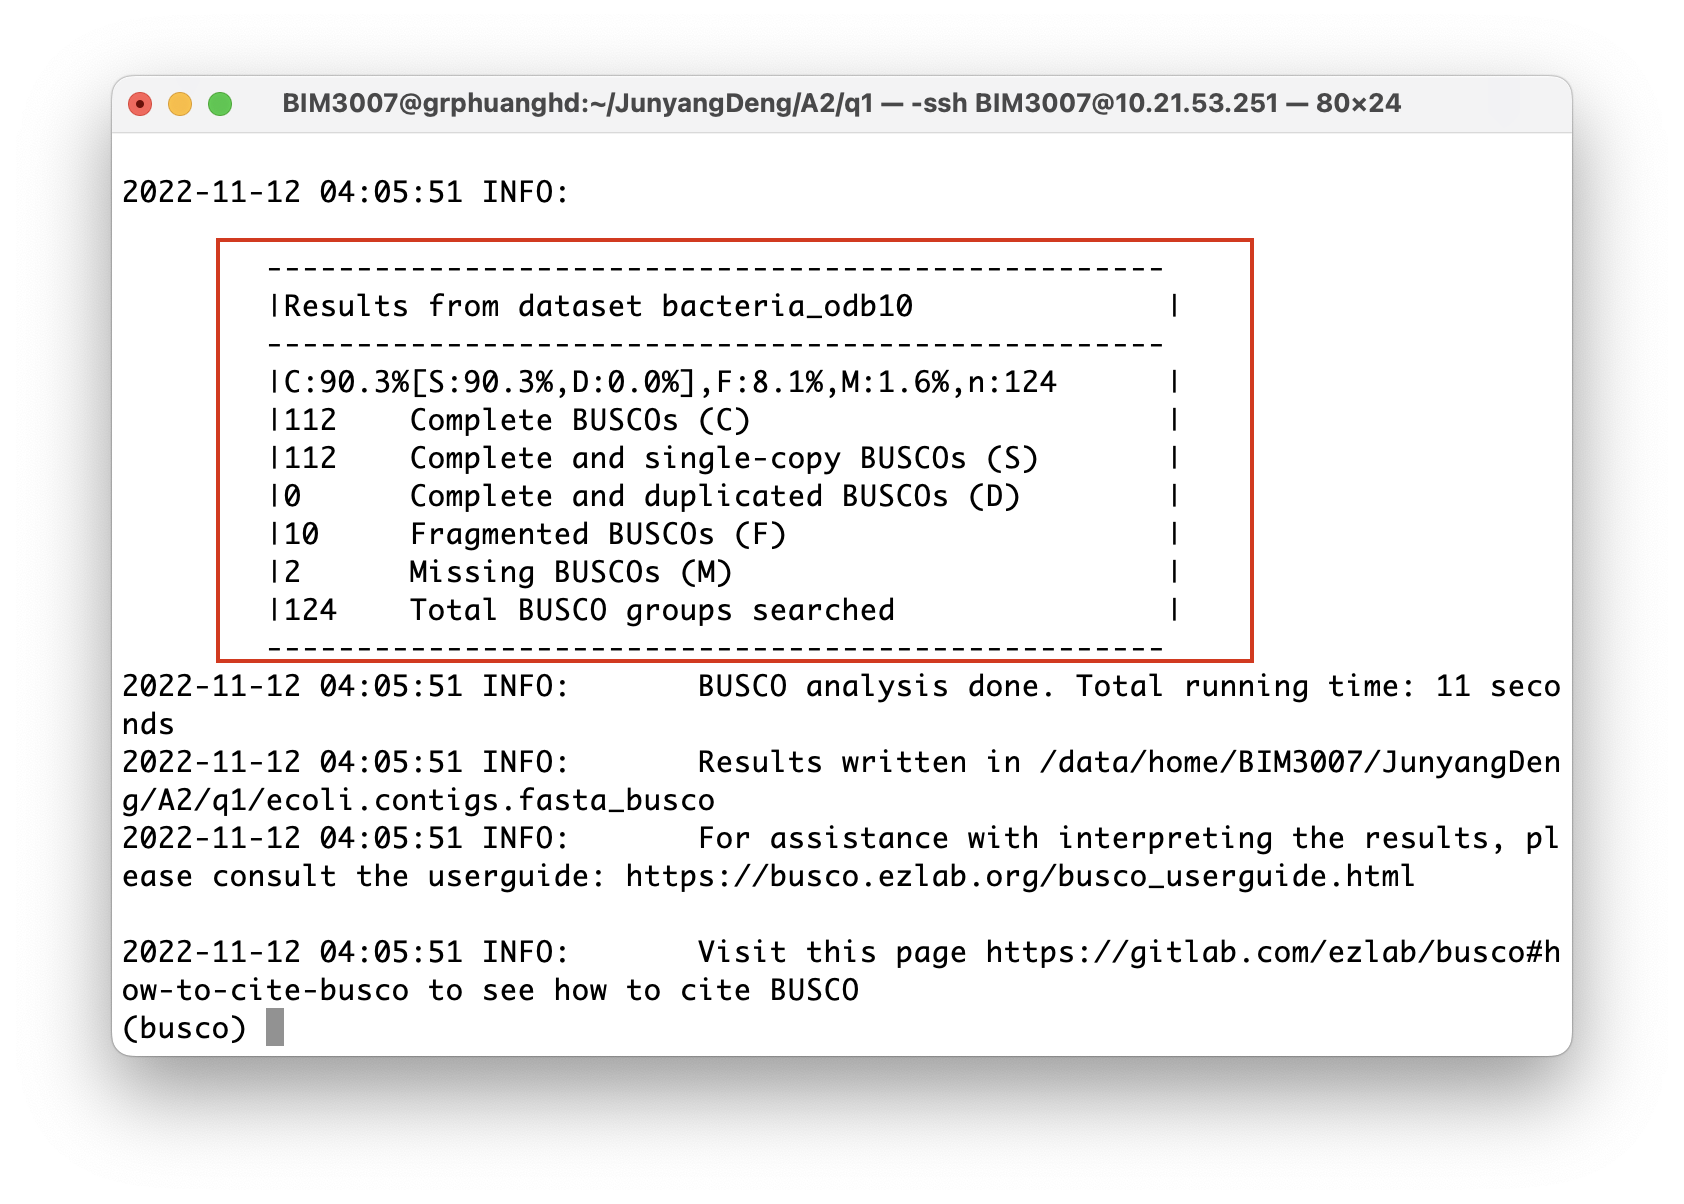 BIM3007@grphuanghd:~/JunyangDeng/A2/q1 — -ssh BIM3007@10.21.53.251 — 80×24
2022-11-12 04:05:51 INFO:
--------------------------------------------------
|Results from dataset bacteria_odb10              |
--------------------------------------------------
|C:90.3%[S:90.3%,D:0.0%],F:8.1%,M:1.6%,n:124      |
|112    Complete BUSCOs (C)                       |
|112    Complete and single-copy BUSCOs (S)       |
|0      Complete and duplicated BUSCOs (D)        |
|10     Fragmented BUSCOs (F)                     |
|2      Missing BUSCOs (M)                        |
|124    Total BUSCO groups searched               |
--------------------------------------------------
2022-11-12 04:05:51 INFO:       BUSCO analysis done. Total running time: 11 seco
nds
2022-11-12 04:05:51 INFO:       Results written in /data/home/BIM3007/JunyangDen
g/A2/q1/ecoli.contigs.fasta_busco
2022-11-12 04:05:51 INFO:       For assistance with interpreting the results, pl
ease consult the userguide: https://busco.ezlab.org/busco_userguide.html
2022-11-12 04:05:51 INFO:       Visit this page https://gitlab.com/ezlab/busco#h
ow-to-cite-busco to see how to cite BUSCO
(busco)